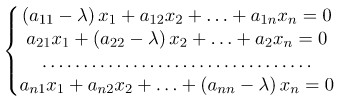 (a₁₁ − λ) x₁ + a₁₂x₂ + … + a₁ₙxₙ = 0
a₂₁x₁ + (a₂₂ − λ) x₂ + … + a₂xₙ = 0
………………………………
aₙ₁x₁ + aₙ₂x₂ + … + (aₙₙ − λ) xₙ = 0